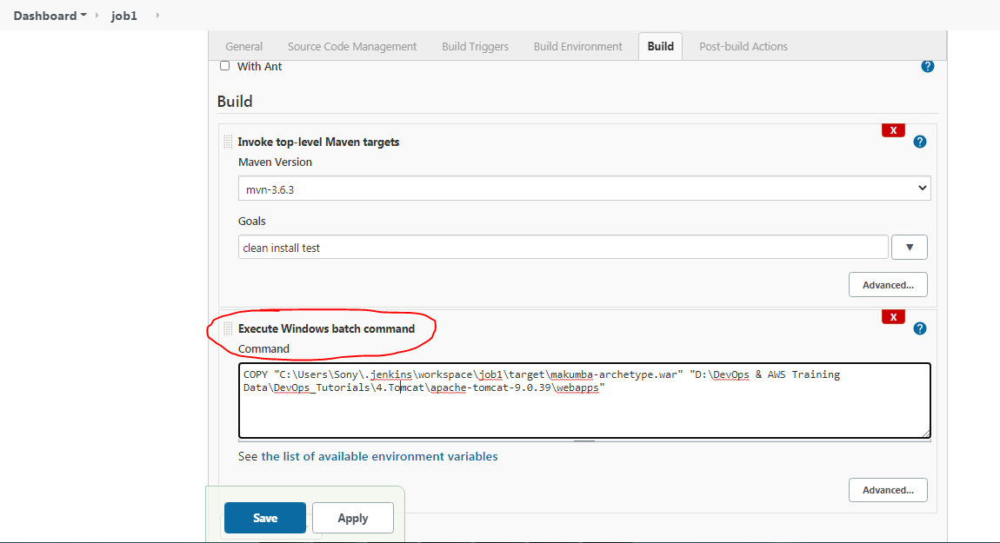 Dashboard job1
General Source Code Management Build Triggers Build Environment Build Post-build Actions
With Ant ?
Build
X
Invoke top-level Maven targets ?
Maven Version
mvn-3.6.3
Goals
clean install test
Advanced...
X
Execute Windows batch command ?
Command
COPY "C:\Users\Sony\.jenkins\workspace\job1\target\makumba-archetype.war" "D:\DevOps & AWS Training
Data\DevOps_Tutorials\4.Tomcat\apache-tomcat-9.0.39\webapps"
See the list of available environment variables
Advanced...
Save Apply